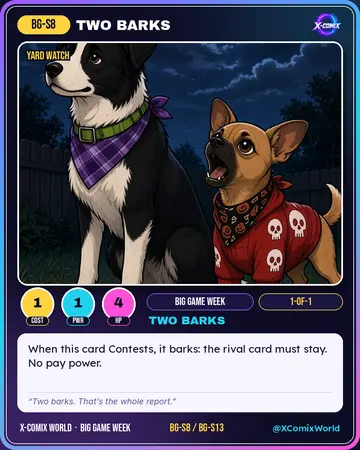 BG-S8 TWO BARKS X-COMIX
YARD WATCH
1 COST 1 PWR 4 HP BIG GAME WEEK 1-OF-1
TWO BARKS
When this card Contests, it barks: the rival card must stay.
No pay power.
"Two barks. That's the whole report."
X-COMIX WORLD · BIG GAME WEEK BG-S8 / BG-S13 @XComixWorld